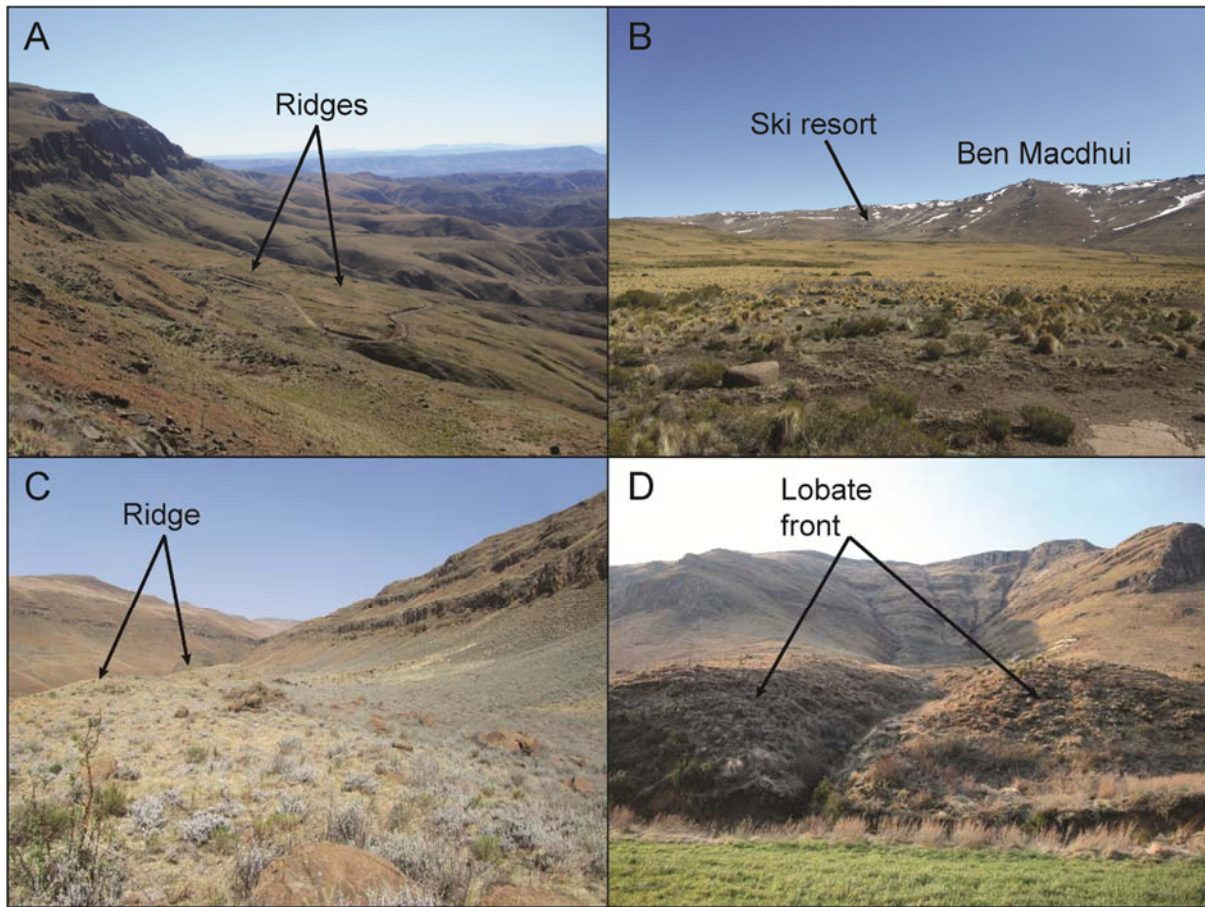 A
Ridges
B
Ski resort
Ben Macdhui
C
Ridge
D
Lobate
front